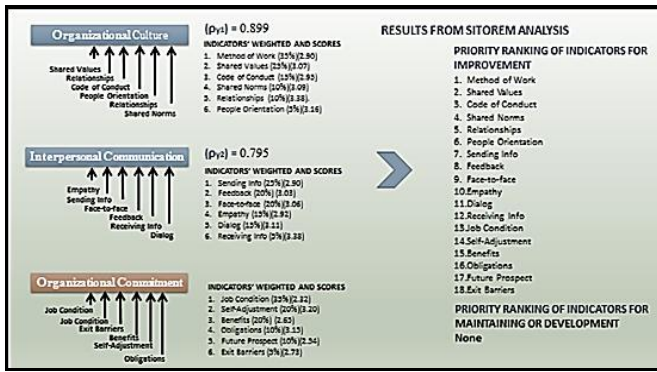 Organizational Culture
Shared Values
Relationships
Code of Conduct
People Orientation
Relationships
Shared Norms
(ρy1) = 0.899
INDICATORS' WEIGHTED AND SCORES
1. Method of Work (35%)(2.90)
2. Shared Values (25%)(3.07)
3. Code of Conduct (15%)(2.95)
4. Shared Norms (10%)(3.09)
5. Relationships (10%)(3.38).
6. People Orientation (5%)(3.16)
Interpersonal Communication
Empathy
Sending Info
Face-to-face
Feedback
Receiving Info
Dialog
(ρy2) = 0.795
INDICATORS' WEIGHTED AND SCORES
1. Sending Info (25%)(2.90)
2. Feedback (20%) (3.03)
3. Face-to-face (20%)(3.06)
4. Empathy (15%)(2.92)
5. Dialog (15%)(3.11)
6. Receiving Info (5%)(3.38)
Organizational Commitment
Job Condition
Job Condition
Exit Barriers
Benefits
Self-Adjustment
Obligations
INDICATORS' WEIGHTED AND SCORES
1. Job Condition (35%)(2.32)
2. Self-Adjustment (20%)(3.20)
3. Benefits (20%) (2.65)
4. Obligations (10%)(3.15)
5. Future Prospect (10%)(2.54)
6. Exit Barriers (5%)(2.73)
RESULTS FROM SITOREM ANALYSIS
PRIORITY RANKING OF INDICATORS FOR
IMPROVEMENT
1. Method of Work
2. Shared Values
3. Code of Conduct
4. Shared Norms
5. Relationships
6. People Orientation
7. Sending Info
8. Feedback
9. Face-to-face
10.Empathy
11.Dialog
12.Receiving Info
13.Job Condition
14.Self-Adjustment
15.Benefits
16.Obligations
17.Future Prospect
18.Exit Barriers
PRIORITY RANKING OF INDICATORS FOR
MAINTAINING OR DEVELOPMENT
None